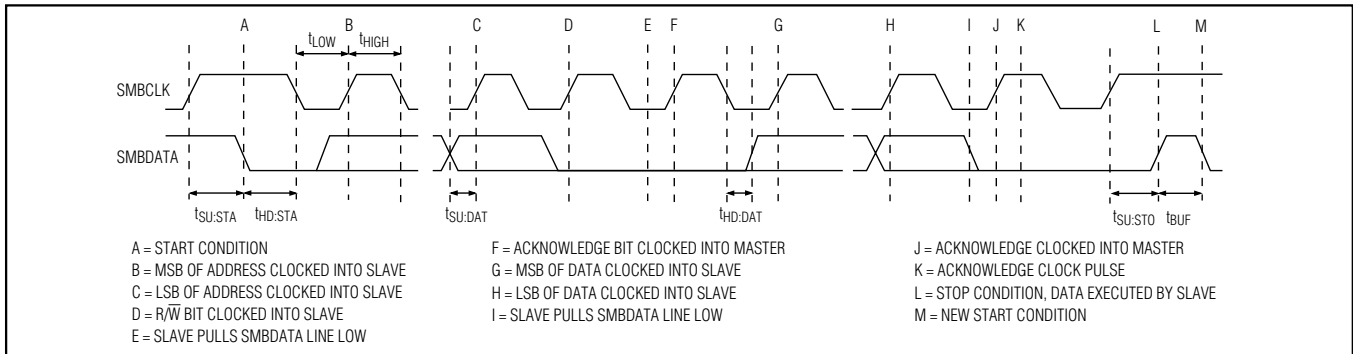 A B C D E F G H I J K L M
tLOW tHIGH
SMBCLK
SMBDATA
tSU:STA tHD:STA tSU:DAT tHD:DAT tSU:STO tBUF
A = START CONDITION
B = MSB OF ADDRESS CLOCKED INTO SLAVE
C = LSB OF ADDRESS CLOCKED INTO SLAVE
D = R/W̅ BIT CLOCKED INTO SLAVE
E = SLAVE PULLS SMBDATA LINE LOW
F = ACKNOWLEDGE BIT CLOCKED INTO MASTER
G = MSB OF DATA CLOCKED INTO SLAVE
H = LSB OF DATA CLOCKED INTO SLAVE
I = SLAVE PULLS SMBDATA LINE LOW
J = ACKNOWLEDGE CLOCKED INTO MASTER
K = ACKNOWLEDGE CLOCK PULSE
L = STOP CONDITION, DATA EXECUTED BY SLAVE
M = NEW START CONDITION